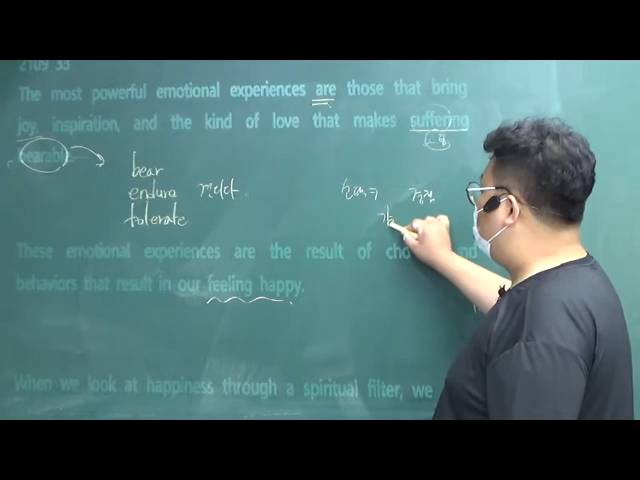 2109 33
The most powerful emotional experiences are those that bring
joy, inspiration, and the kind of love that makes suffering
bearable
bear
endure 견디다
tolerate
These emotional experiences are the result of
behaviors that result in our feeling happy.
When we look at happiness through a spiritual filter, we